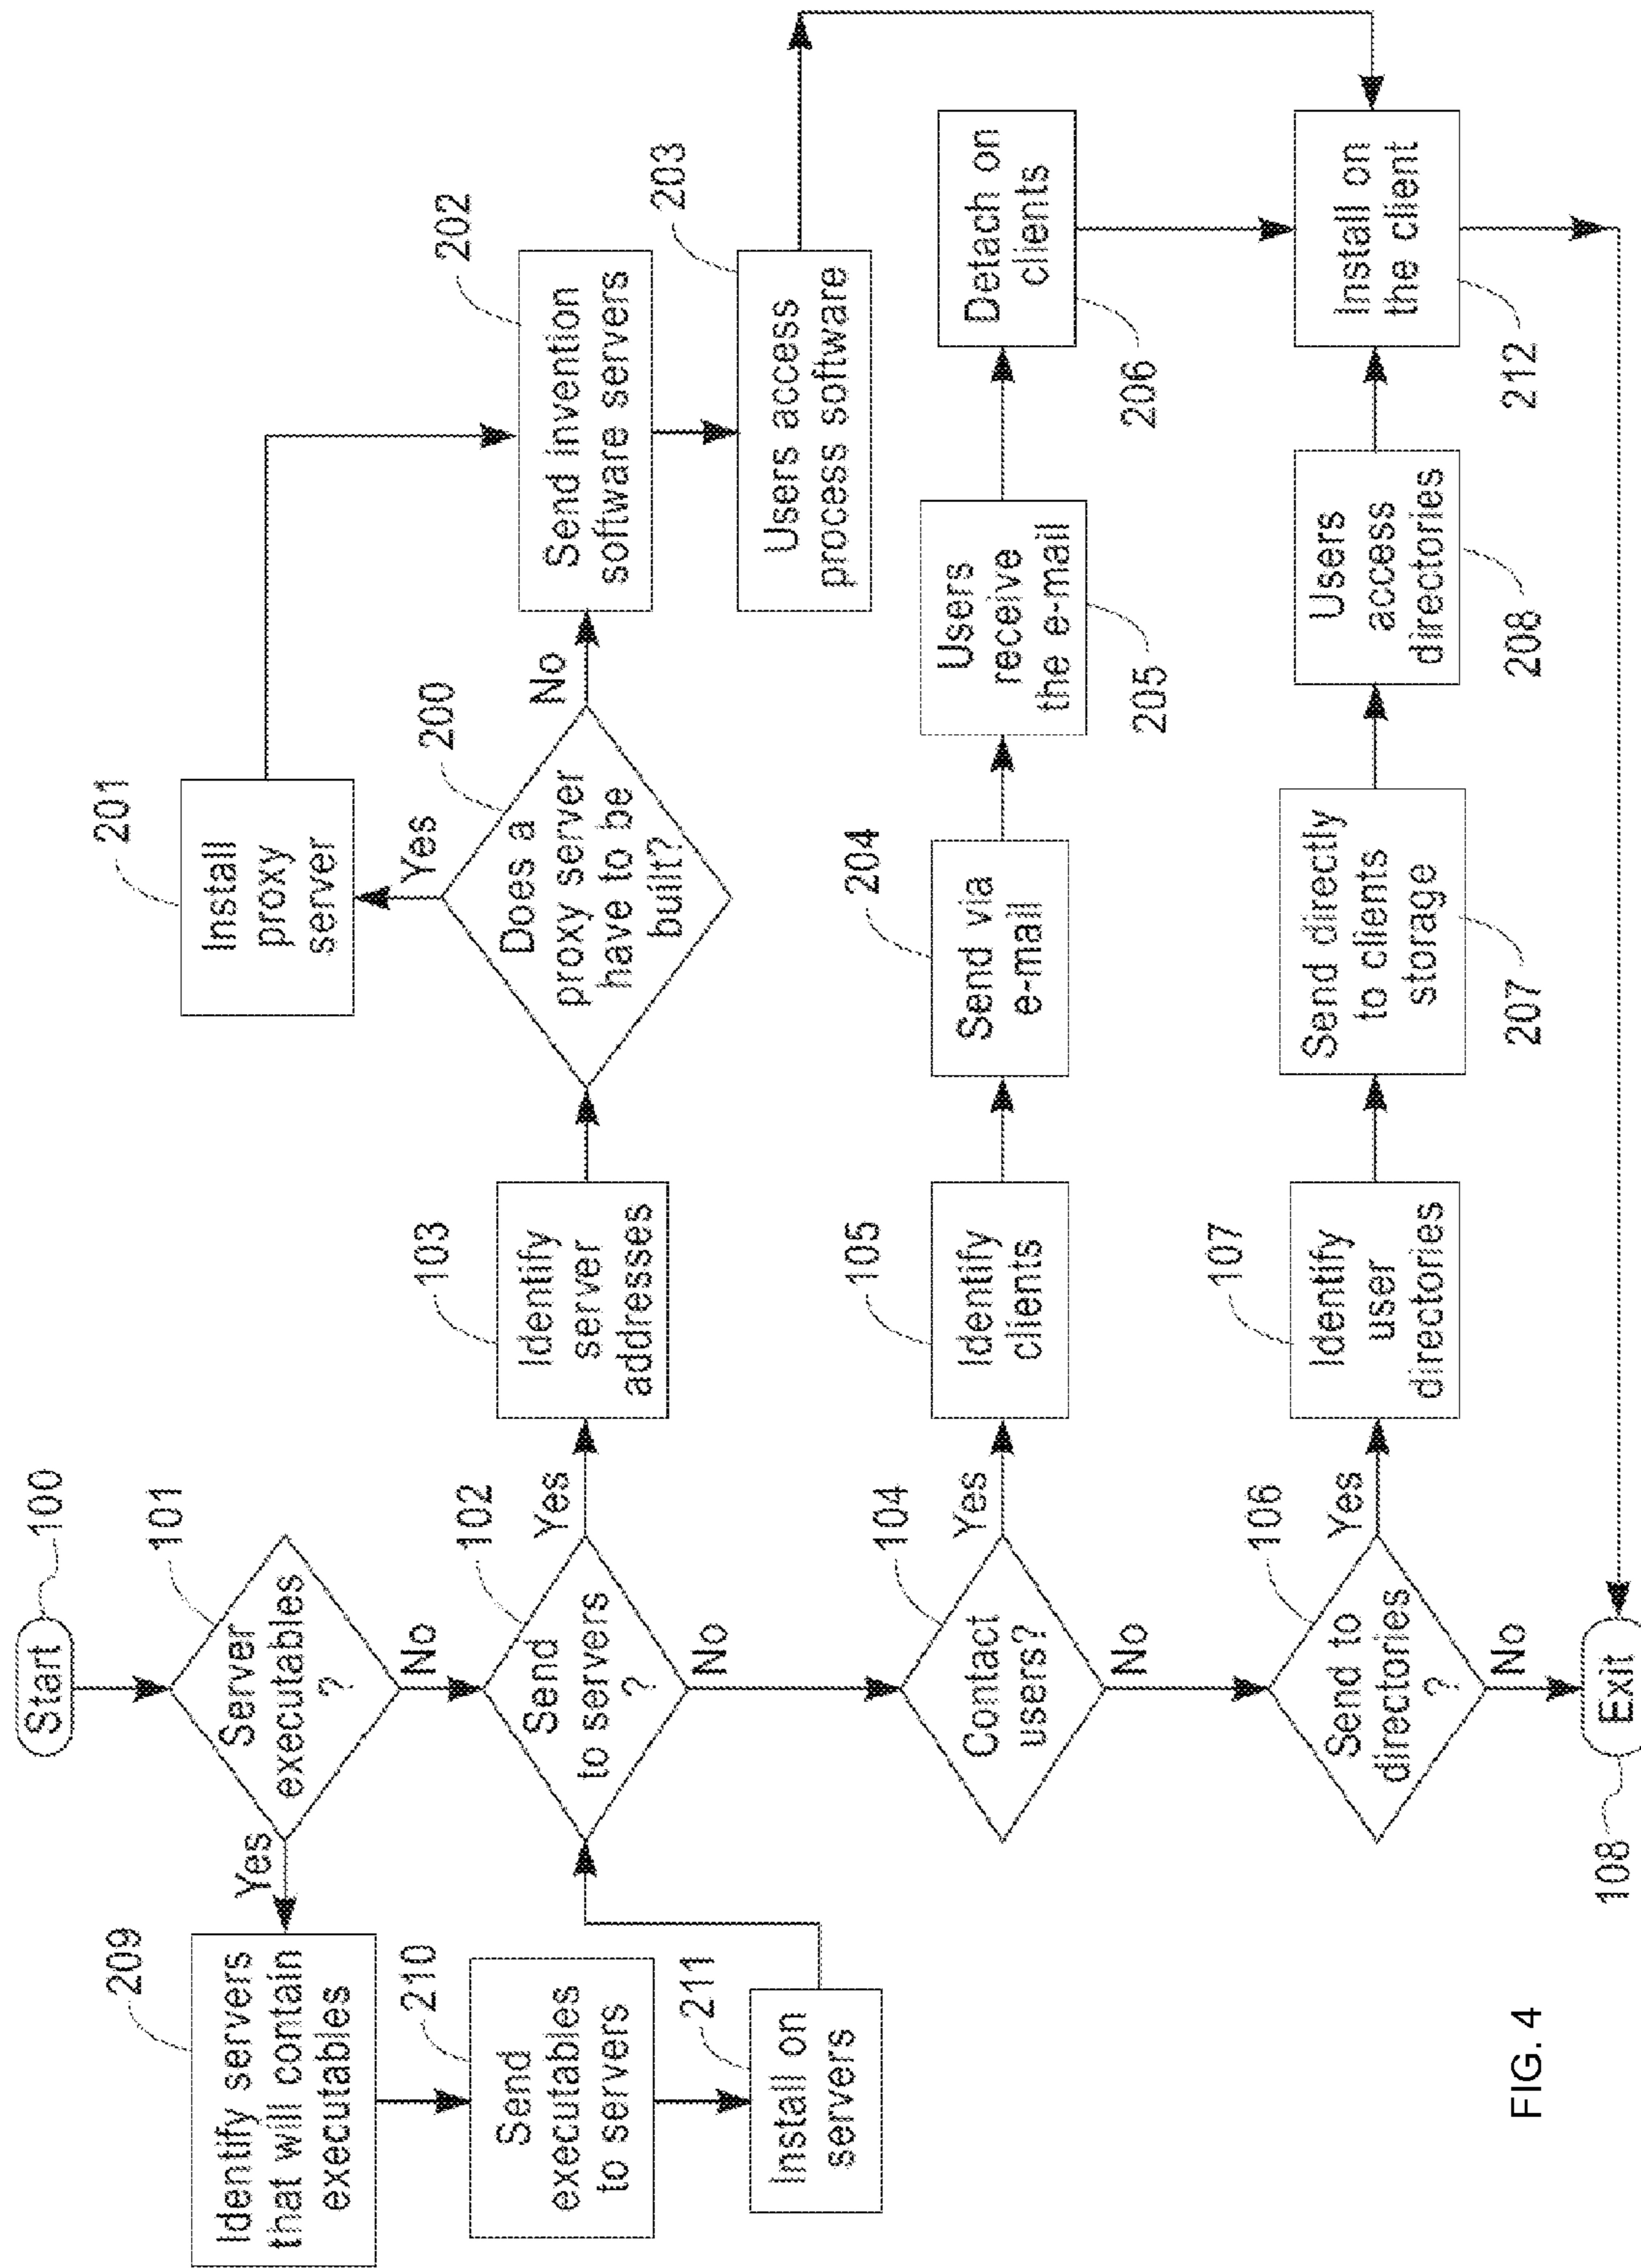 Start
100
Server
executables
?
101
Yes
No
Identify servers
that will contain
executables
209
Send
executables
to servers
210
Install on
servers
211
Send
to servers
?
102
Yes
No
Identify
server
addresses
103
Does a
proxy server
have to be
built?
200
Yes
No
Install
proxy
server
201
Send invention
software servers
202
Users access
process software
203
Contact
users?
104
Yes
No
Identify
clients
105
Send via
e-mail
204
Users
receive
the e-mail
205
Detach on
clients
206
Send to
directories
?
106
Yes
No
Identify
user
directories
107
Send directly
to clients
storage
207
Users
access
directories
208
Install on
the client
212
Exit
108
FIG. 4